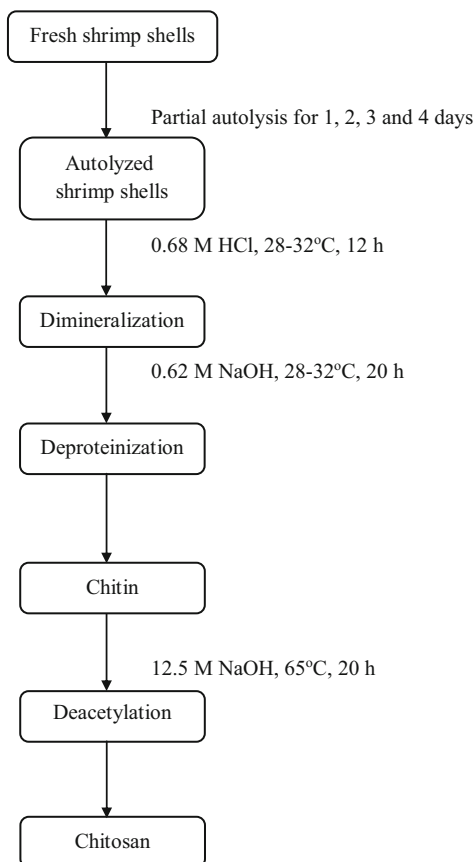 Fresh shrimp shells
Partial autolysis for 1, 2, 3 and 4 days
Autolyzed
shrimp shells
0.68 M HCl, 28-32ºC, 12 h
Dimineralization
0.62 M NaOH, 28-32ºC, 20 h
Deproteinization
Chitin
12.5 M NaOH, 65ºC, 20 h
Deacetylation
Chitosan